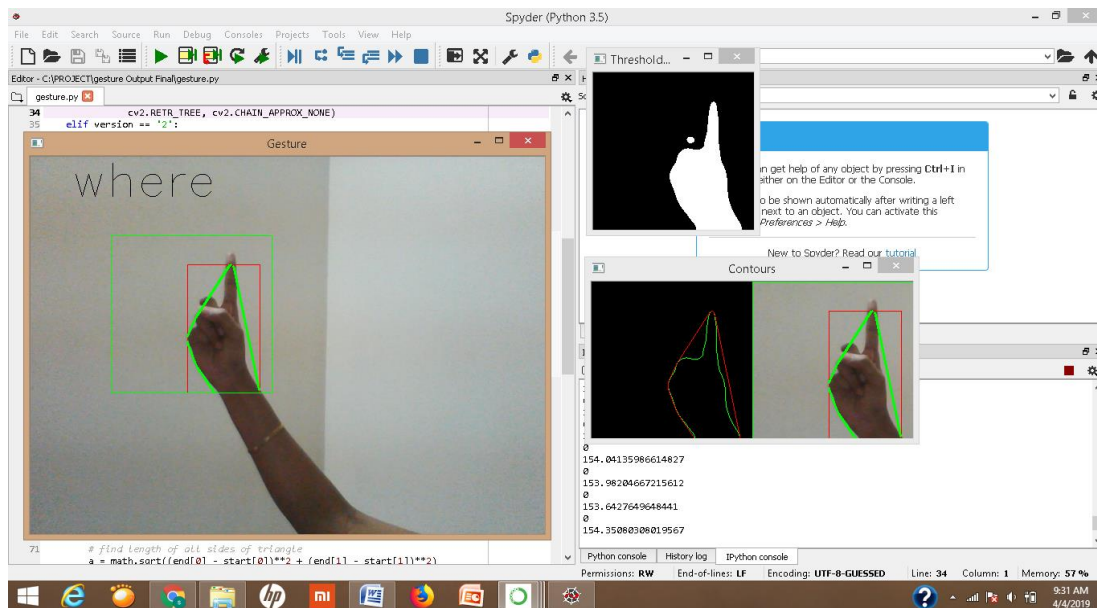 Spyder (Python 3.5)
File Edit Search Source Run Debug Consoles Projects Tools View Help
Editor - C:\PROJECT\gesture Output Final\gesture.py
gesture.py
34 cv2.RETR_TREE, cv2.CHAIN_APPROX_NONE)
35 elif version == '2':
Gesture
where
71 # find length of all sides of triangle
a = math.sqrt((end[0] - start[0])**2 + (end[1] - start[1])**2)
Threshold...
get help of any object by pressing Ctrl+I in
either on the Editor or the Console.
be shown automatically after writing a left
next to an object. You can activate this
Preferences > Help.
New to Spyder? Read our tutorial
Contours
0
154.04135986614827
0
153.98204667215612
0
153.6427649648441
0
154.35080308019567
Python console History log IPython console
Permissions: RW End-of-lines: LF Encoding: UTF-8-GUESSED Line: 34 Column: 1 Memory: 57 %
hp mi
9:31 AM
4/4/2019